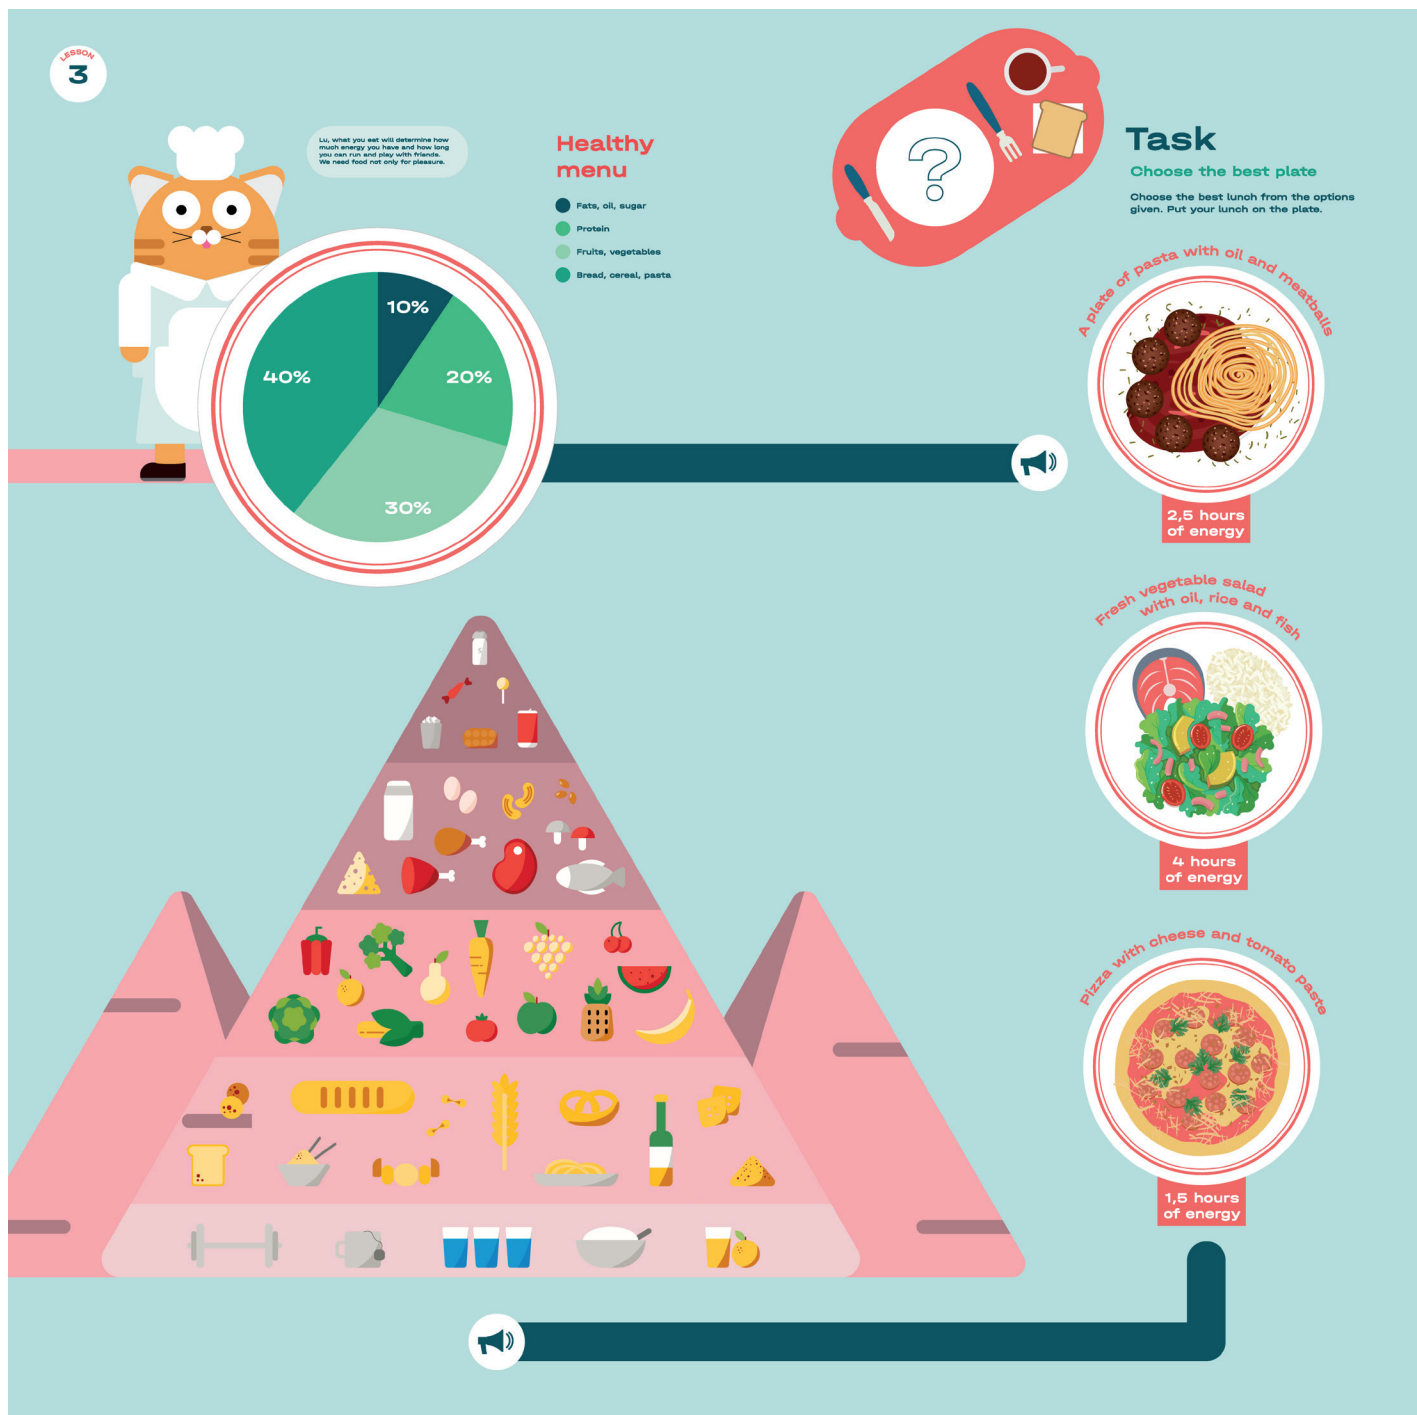 LESSON
3
Lu, what you eat will determine how
much energy you have and how long
you can run and play with friends.
We need food not only for pleasure.
Healthy
menu
Fats, oil, sugar
Protein
Fruits, vegetables
Bread, cereal, pasta
10%
20%
30%
40%
?
Task
Choose the best plate
Choose the best lunch from the options
given. Put your lunch on the plate.
A plate of pasta with oil and meatballs
2,5 hours
of energy
Fresh vegetable salad
with oil, rice and fish
4 hours
of energy
Pizza with cheese and tomato paste
1,5 hours
of energy